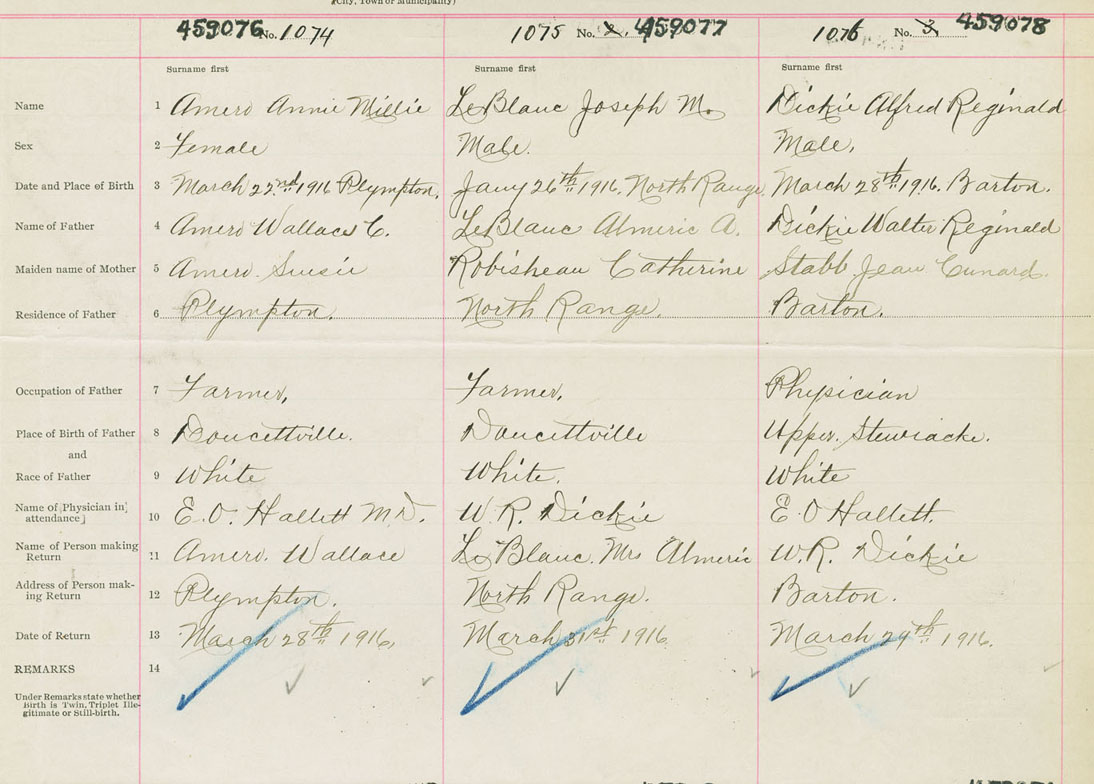 (City, Town or Municipality)
459076 No. 1074 1075 No. 2. 459077 1076 No. 3. 459078
Surname first Surname first Surname first
Name 1 Amero Annie Millie LeBlanc Joseph M. Dickie Alfred Reginald
Sex 2 Female Male. Male.
Date and Place of Birth 3 March 22nd 1916 Plympton. Jany 26th 1916. North Range. March 28th 1916. Barton.
Name of Father 4 Amero Wallace C. LeBlanc Almeric A. Dickie Walter Reginald
Maiden name of Mother 5 Amero. Susie Robisheau Catherine Stabb Jean Cunard.
Residence of Father 6 Plympton. North Range. Barton.
Occupation of Father 7 Farmer, Farmer, Physician
Place of Birth of Father 8 Doucettville. Doucettville Upper. Stewiacke.
and
Race of Father 9 White White. White
Name of Physician in
attendance 10 E. O. Hallett M.D. W. R. Dickie E O Hallett.
Name of Person making
Return 11 Amero. Wallace Le Blanc. Mrs Almeric W. R. Dickie
Address of Person mak-
ing Return 12 Plympton. North Range. Barton.
Date of Return 13 March 28th 1916. March 31st 1916. March 29th 1916.
REMARKS 14
Under Remarks state whether
Birth is Twin, Triplet Ille-
gitimate or Still-birth.